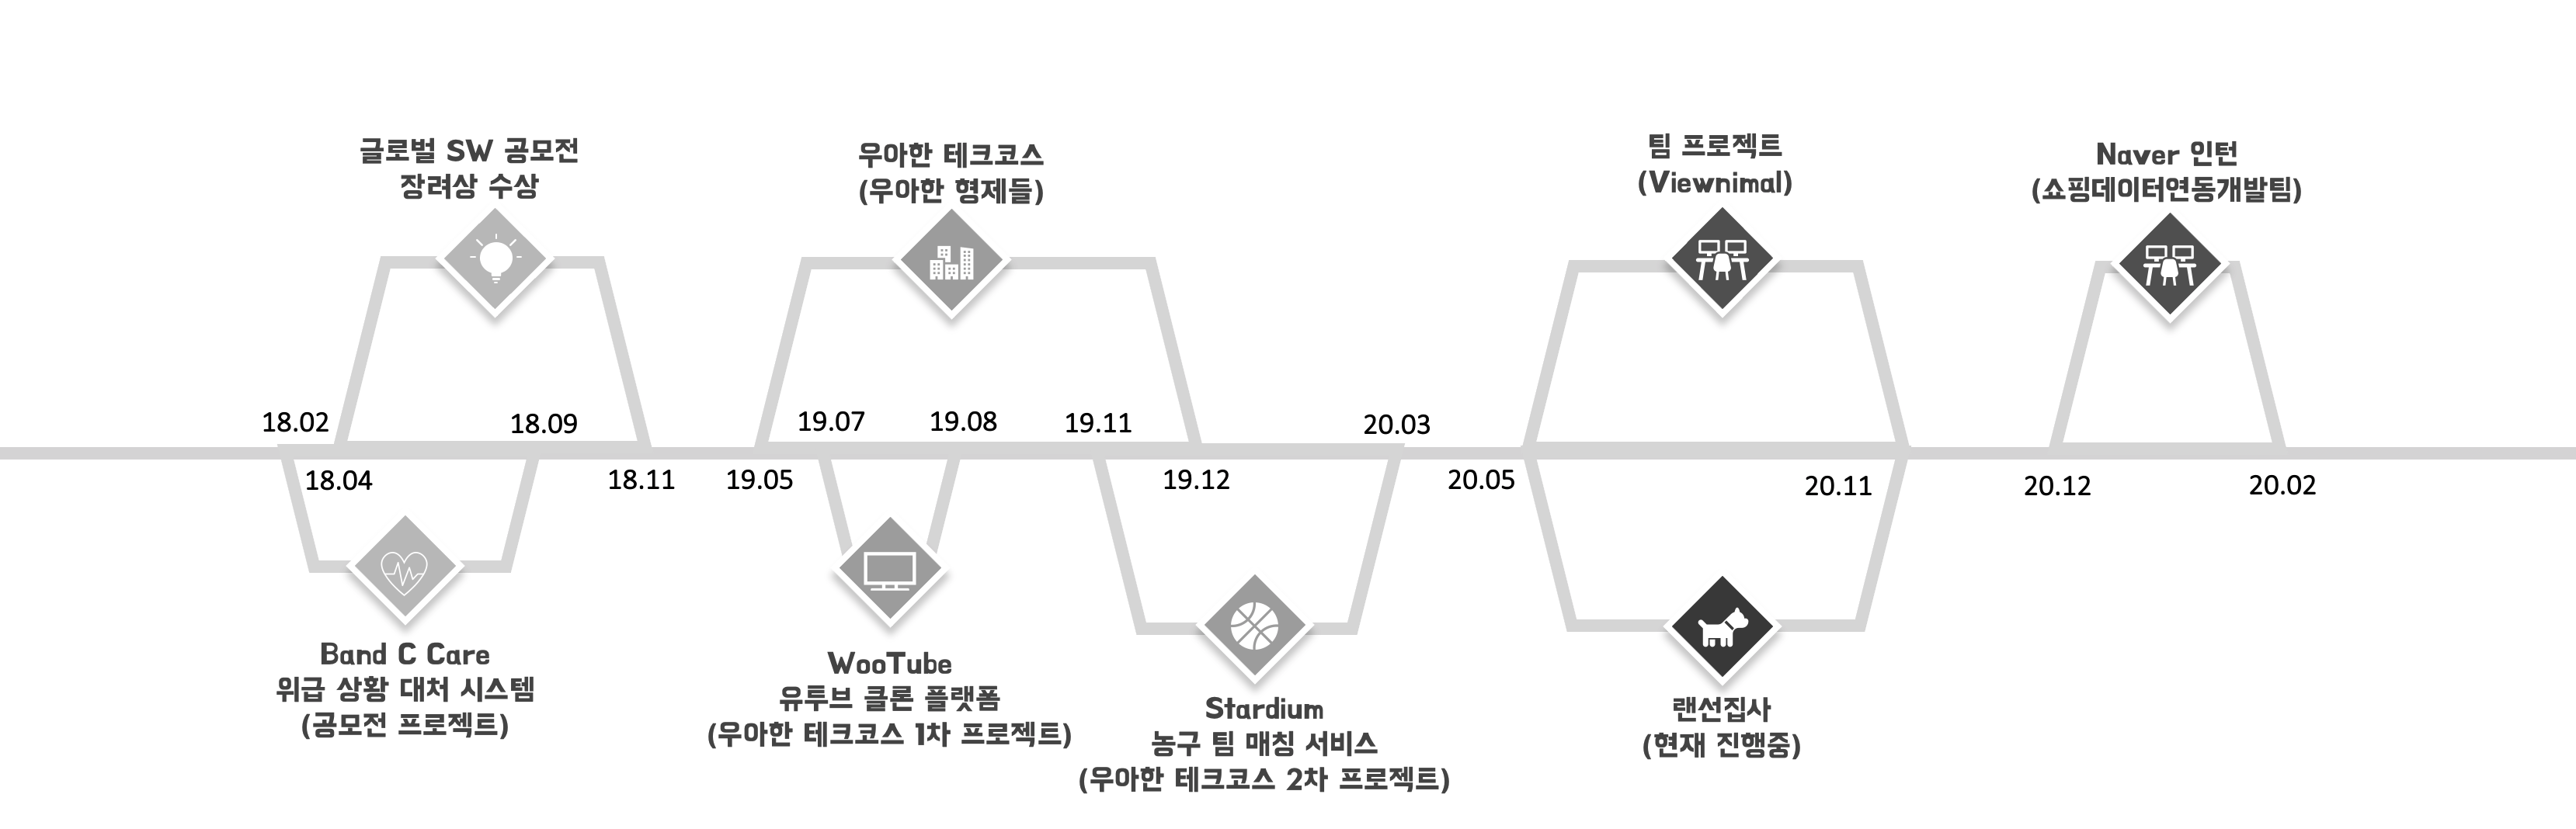 글로벌 SW 공모전
장려상 수상
우아한 테크코스
(우아한 형제들)
팀 프로젝트
(Viewnimal)
Naver 인턴
(쇼핑데이터연동개발팀)
18.02
18.09
19.07
19.08
19.11
20.03
18.04
18.11
19.05
19.12
20.05
20.11
20.12
20.02
Band C Care
위급 상황 대처 시스템
(공모전 프로젝트)
WooTube
유투브 클론 플랫폼
(우아한 테크코스 1차 프로젝트)
Stardium
농구 팀 매칭 서비스
(우아한 테크코스 2차 프로젝트)
랜선집사
(현재 진행중)